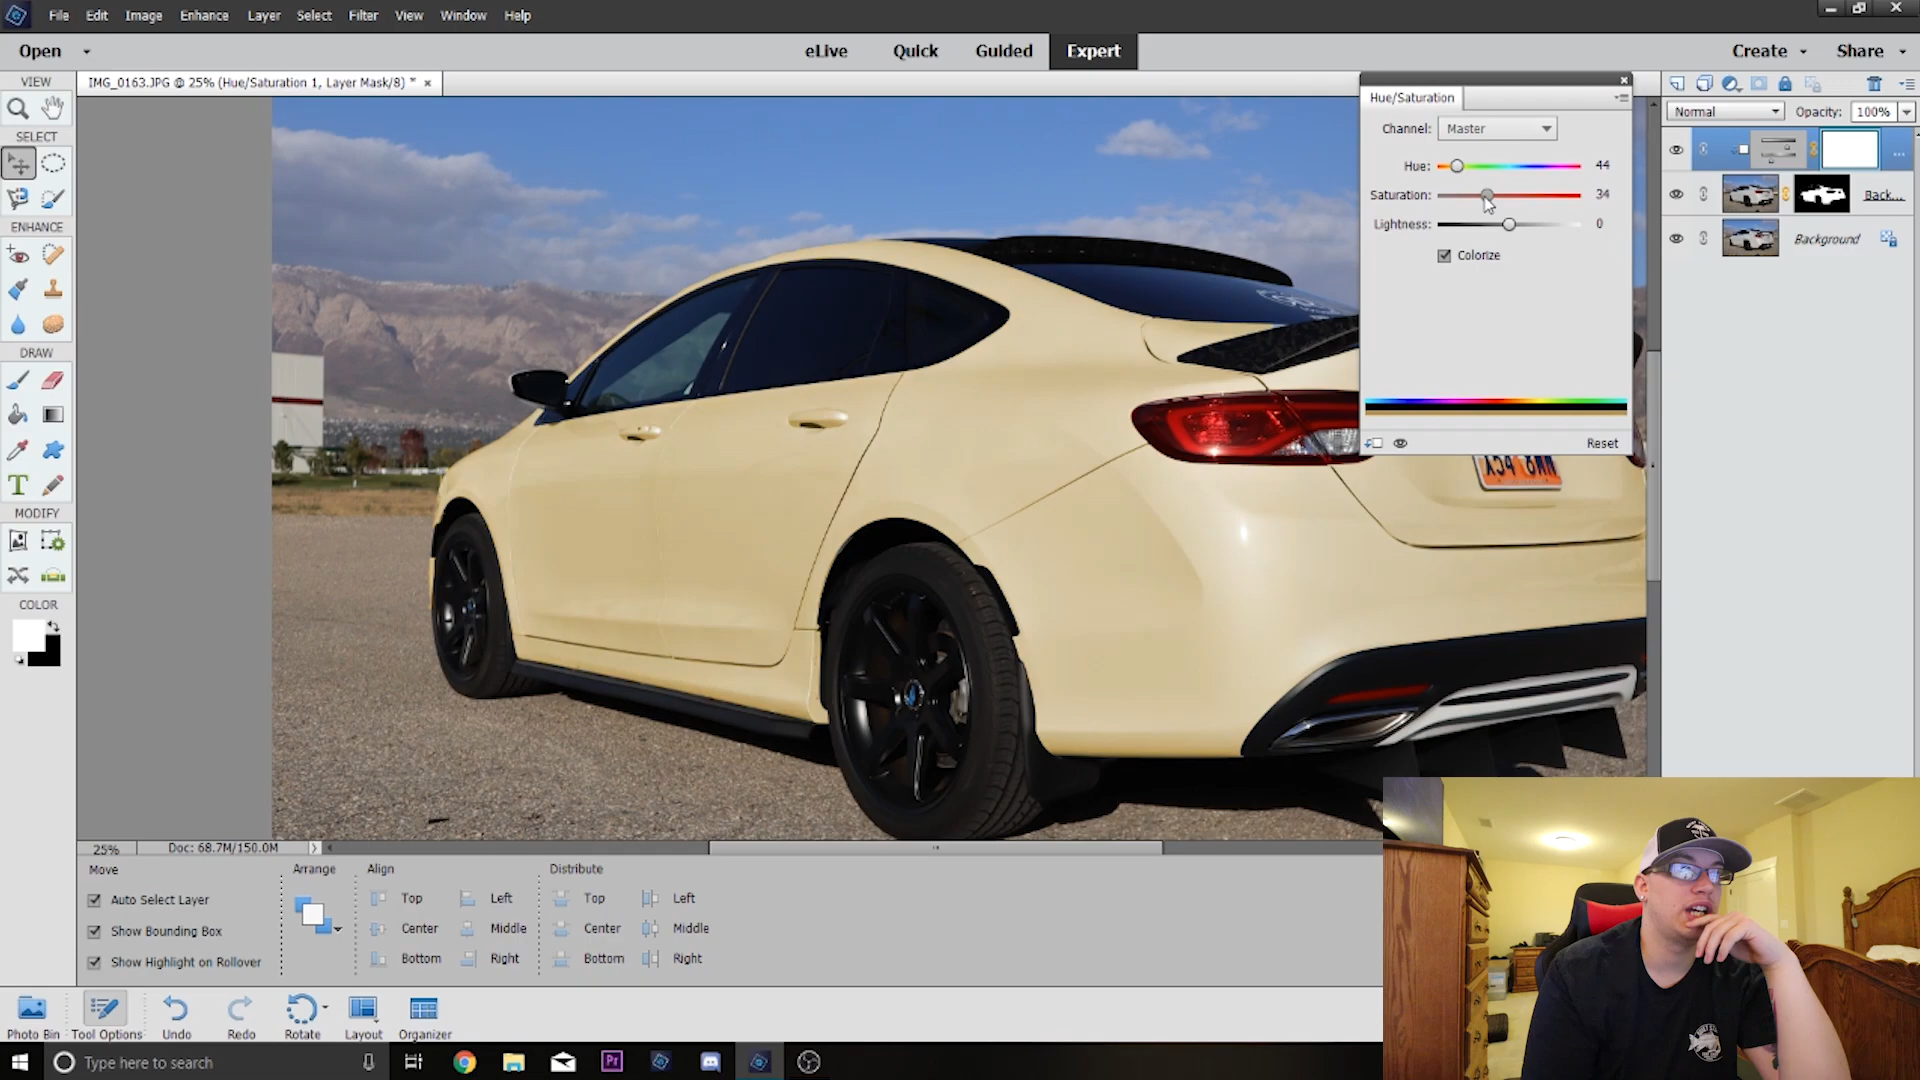 File Edit Image Enhance Layer Select Filter View Window Help
Open eLive Quick Guided Expert Create Share
VIEW
IMG_0163.JPG @ 25% (Hue/Saturation 1, Layer Mask/8) *
SELECT
ENHANCE
DRAW
MODIFY
COLOR
Hue/Saturation
Channel: Master
Hue: 44
Saturation: 34
Lightness: 0
Colorize
Reset
Normal Opacity: 100%
Back...
Background
25% Doc: 68.7M/150.0M
Move Arrange Align Distribute
Auto Select Layer Top Left Top Left
Show Bounding Box Center Middle Center Middle
Show Highlight on Rollover Bottom Right Bottom Right
Photo Bin Tool Options Undo Redo Rotate Layout Organizer
Type here to search
Pr